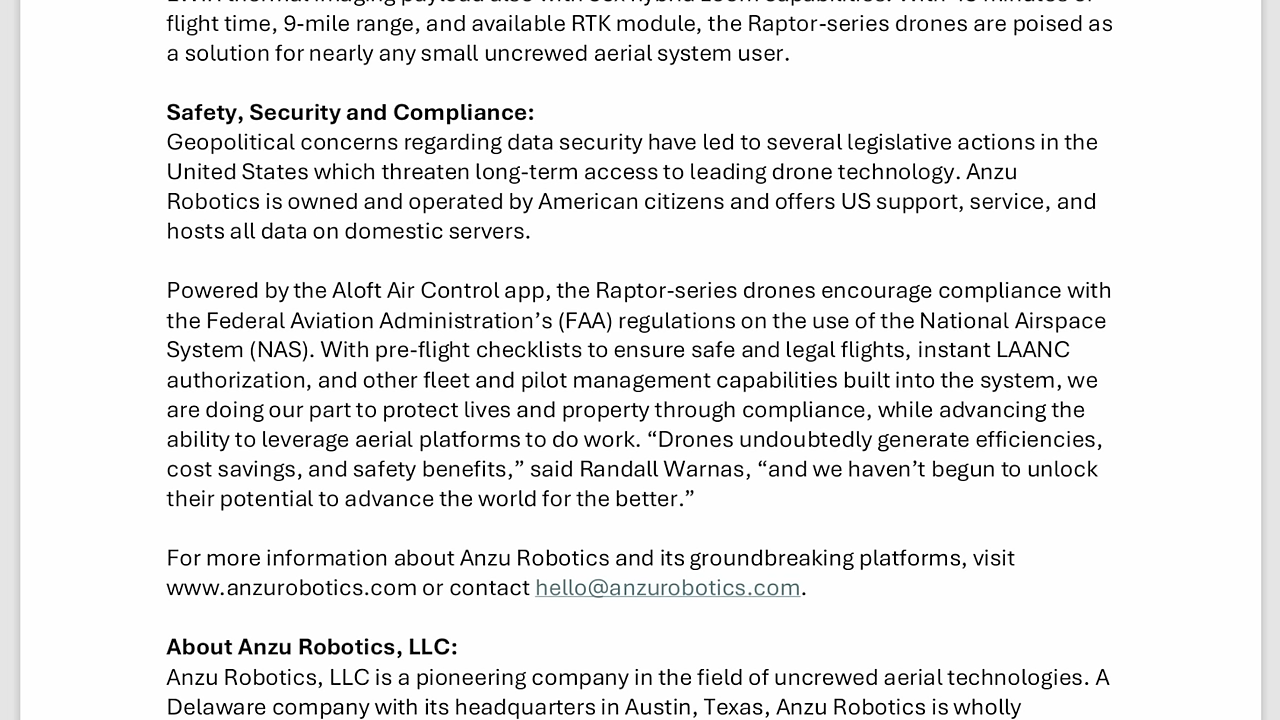 flight time, 9-mile range, and available RTK module, the Raptor-series drones are poised as
a solution for nearly any small uncrewed aerial system user.
Safety, Security and Compliance:
Geopolitical concerns regarding data security have led to several legislative actions in the
United States which threaten long-term access to leading drone technology. Anzu
Robotics is owned and operated by American citizens and offers US support, service, and
hosts all data on domestic servers.
Powered by the Aloft Air Control app, the Raptor-series drones encourage compliance with
the Federal Aviation Administration’s (FAA) regulations on the use of the National Airspace
System (NAS). With pre-flight checklists to ensure safe and legal flights, instant LAANC
authorization, and other fleet and pilot management capabilities built into the system, we
are doing our part to protect lives and property through compliance, while advancing the
ability to leverage aerial platforms to do work. “Drones undoubtedly generate efficiencies,
cost savings, and safety benefits,” said Randall Warnas, “and we haven’t begun to unlock
their potential to advance the world for the better.”
For more information about Anzu Robotics and its groundbreaking platforms, visit
www.anzurobotics.com or contact hello@anzurobotics.com.
About Anzu Robotics, LLC:
Anzu Robotics, LLC is a pioneering company in the field of uncrewed aerial technologies. A
Delaware company with its headquarters in Austin, Texas, Anzu Robotics is wholly